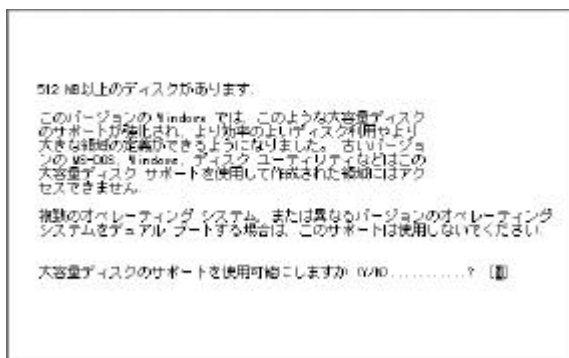 512 MB以上のディスクがあります.
このバージョンの Windows では、このような大容量ディスク
のサポートが強化され、より効率のよいディスク利用やより
大きな領域の定義ができるようになりました。 古いバージョ
ンの MS-DOS、Windows、ディスク ユーティリティなどはこの
大容量ディスク サポートを使用して作成された領域にはアク
セスできません.
複数のオペレーティング システム、または異なるバージョンのオペレーティング
システムをデュアル ブートする場合は、このサポートは使用しないでください.
大容量ディスクのサポートを使用可能にしますか (Y/N)...........? [N]